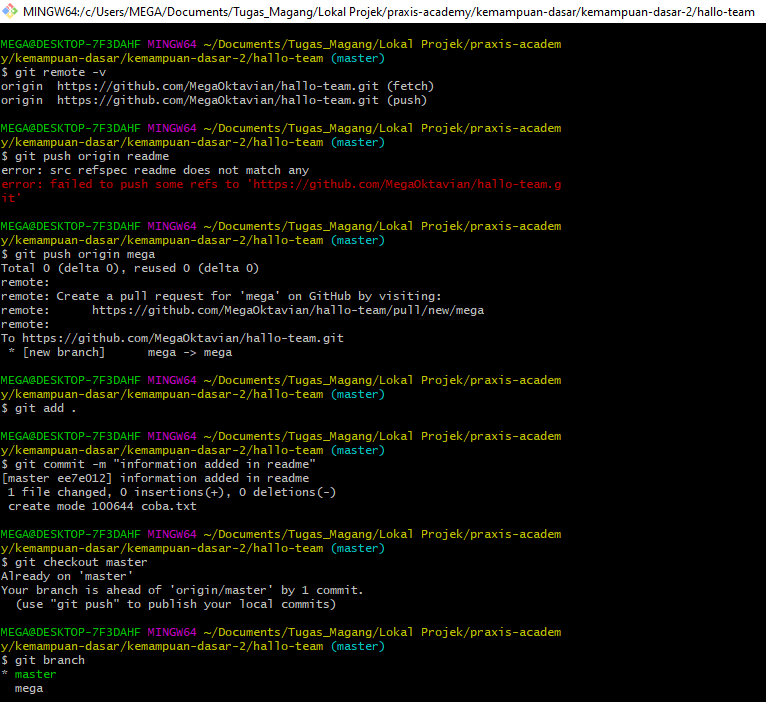 MINGW64:/c/Users/MEGA/Documents/Tugas_Magang/Lokal Projek/praxis-academy/kemampuan-dasar/kemampuan-dasar-2/hallo-team
MEGA@DESKTOP-7F3DAHF MINGW64 ~/Documents/Tugas_Magang/Lokal Projek/praxis-academ
y/kemampuan-dasar/kemampuan-dasar-2/hallo-team (master)
$ git remote -v
origin  https://github.com/MegaOktavian/hallo-team.git (fetch)
origin  https://github.com/MegaOktavian/hallo-team.git (push)
MEGA@DESKTOP-7F3DAHF MINGW64 ~/Documents/Tugas_Magang/Lokal Projek/praxis-academ
y/kemampuan-dasar/kemampuan-dasar-2/hallo-team (master)
$ git push origin readme
error: src refspec readme does not match any
error: failed to push some refs to 'https://github.com/MegaOktavian/hallo-team.g
it'
MEGA@DESKTOP-7F3DAHF MINGW64 ~/Documents/Tugas_Magang/Lokal Projek/praxis-academ
y/kemampuan-dasar/kemampuan-dasar-2/hallo-team (master)
$ git push origin mega
Total 0 (delta 0), reused 0 (delta 0)
remote:
remote: Create a pull request for 'mega' on GitHub by visiting:
remote:      https://github.com/MegaOktavian/hallo-team/pull/new/mega
remote:
To https://github.com/MegaOktavian/hallo-team.git
 * [new branch]      mega -> mega
MEGA@DESKTOP-7F3DAHF MINGW64 ~/Documents/Tugas_Magang/Lokal Projek/praxis-academ
y/kemampuan-dasar/kemampuan-dasar-2/hallo-team (master)
$ git add .
MEGA@DESKTOP-7F3DAHF MINGW64 ~/Documents/Tugas_Magang/Lokal Projek/praxis-academ
y/kemampuan-dasar/kemampuan-dasar-2/hallo-team (master)
$ git commit -m "information added in readme"
[master ee7e012] information added in readme
 1 file changed, 0 insertions(+), 0 deletions(-)
 create mode 100644 coba.txt
MEGA@DESKTOP-7F3DAHF MINGW64 ~/Documents/Tugas_Magang/Lokal Projek/praxis-academ
y/kemampuan-dasar/kemampuan-dasar-2/hallo-team (master)
$ git checkout master
Already on 'master'
Your branch is ahead of 'origin/master' by 1 commit.
  (use "git push" to publish your local commits)
MEGA@DESKTOP-7F3DAHF MINGW64 ~/Documents/Tugas_Magang/Lokal Projek/praxis-academ
y/kemampuan-dasar/kemampuan-dasar-2/hallo-team (master)
$ git branch
* master
  mega